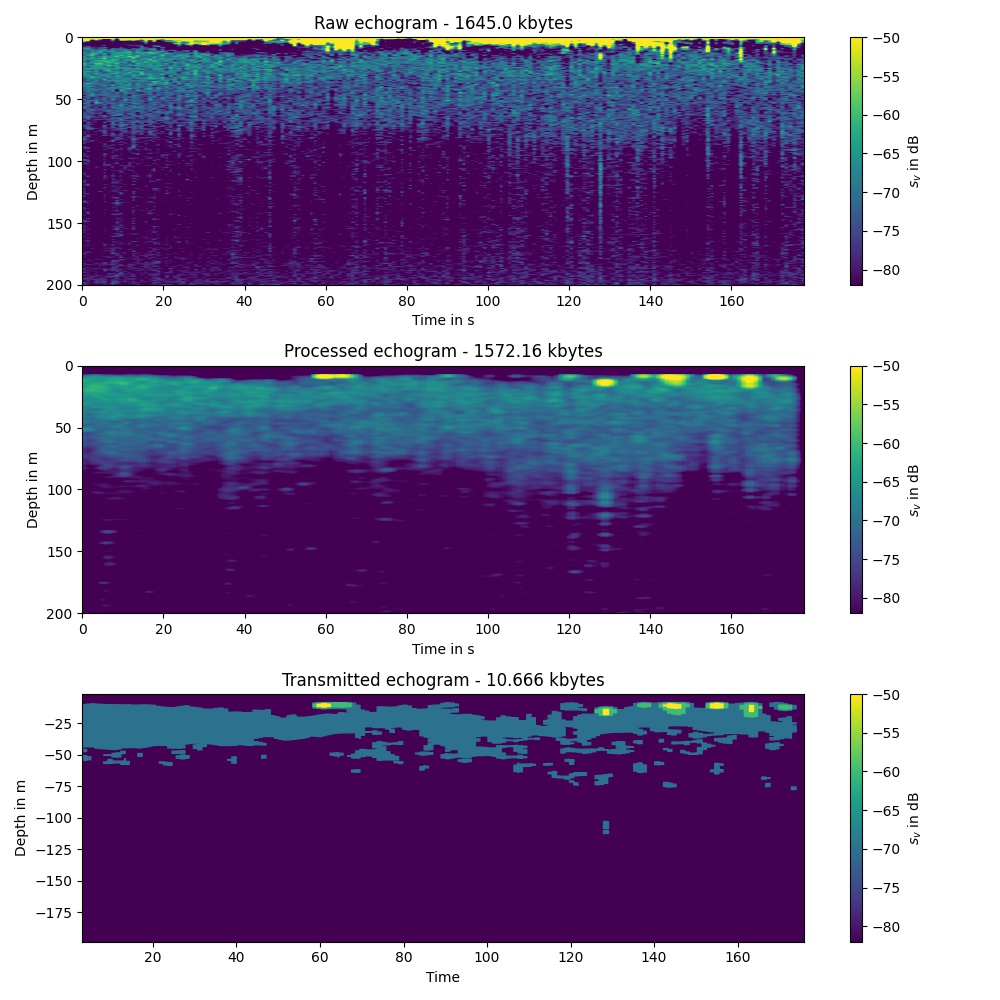 Raw echogram - 1645.0 kbytes
0
50
100
150
200
Depth in m
0 20 40 60 80 100 120 140 160
Time in s
−50
−55
−60
−65
−70
−75
−80
sv in dB
Processed echogram - 1572.16 kbytes
0
50
100
150
200
Depth in m
0 20 40 60 80 100 120 140 160
Time in s
−50
−55
−60
−65
−70
−75
−80
sv in dB
Transmitted echogram - 10.666 kbytes
−25
−50
−75
−100
−125
−150
−175
Depth in m
20 40 60 80 100 120 140 160
Time
−50
−55
−60
−65
−70
−75
−80
sv in dB